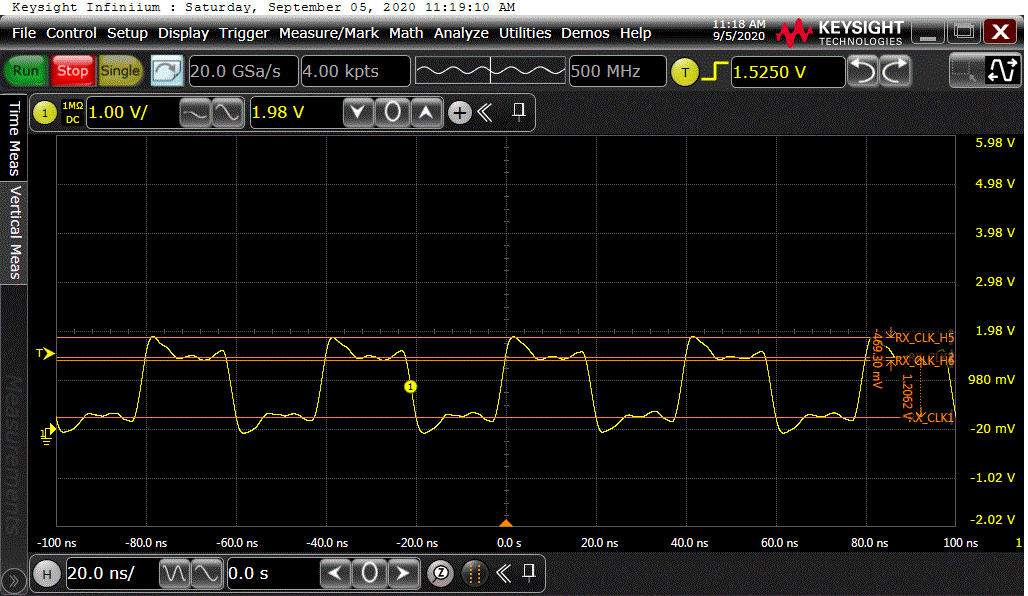 Keysight Infiniium : Saturday, September 05, 2020 11:19:10 AM
File Control Setup Display Trigger Measure/Mark Math Analyze Utilities Demos Help
11:18 AM
9/5/2020
KEYSIGHT
TECHNOLOGIES
Run Stop Single 20.0 GSa/s 4.00 kpts 500 MHz T 1.5250 V
1 1MΩ DC 1.00 V/ 1.98 V
Time Meas
Vertical Meas
Measurements
5.98 V
4.98 V
3.98 V
2.98 V
1.98 V
980 mV
-20 mV
-1.02 V
-2.02 V
T
1
1
RX_CLK_H5
RX_CLK_H6
469.30 mV
1.2062 V
-100 ns -80.0 ns -60.0 ns -40.0 ns -20.0 ns 0.0 s 20.0 ns 40.0 ns 60.0 ns 80.0 ns 100 ns 1
H 20.0 ns/ 0.0 s